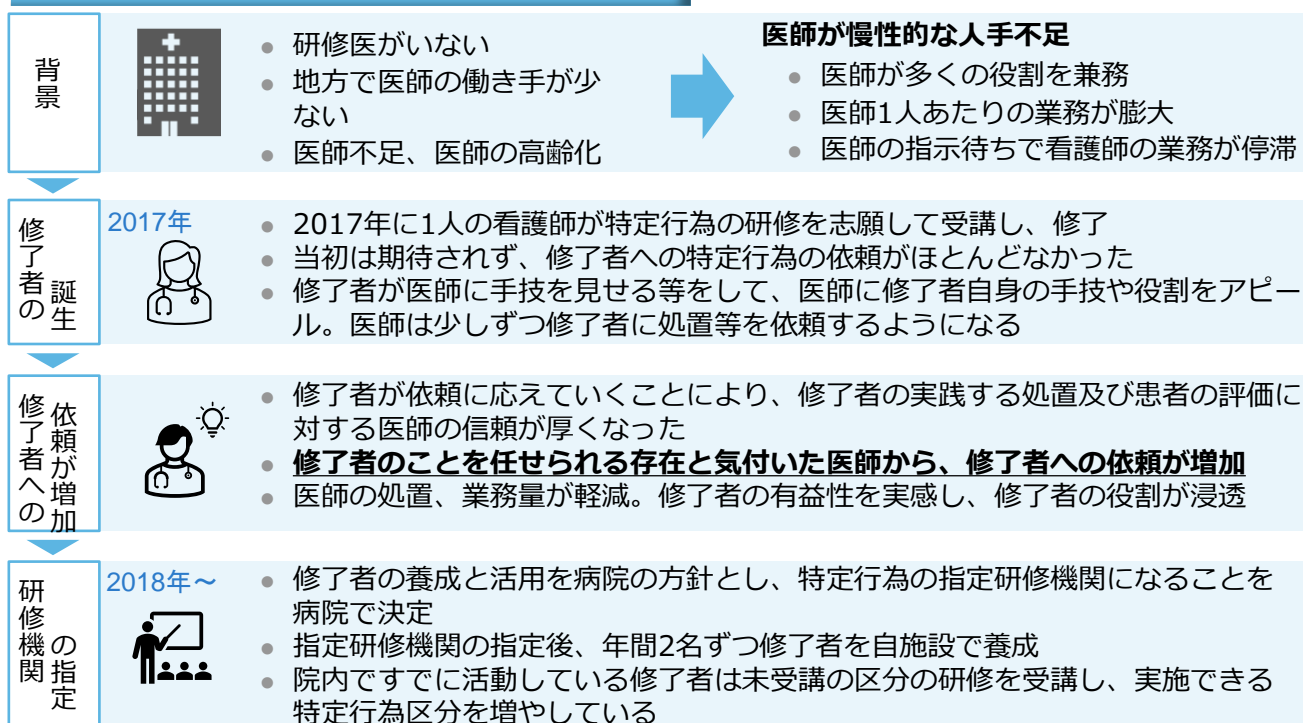 背景
研修医がいない
地方で医師の働き手が少
ない
医師不足、医師の高齢化
医師が慢性的な人手不足
医師が多くの役割を兼務
医師1人あたりの業務が膨大
医師の指示待ちで看護師の業務が停滞
修了者の
誕生
2017年
2017年に1人の看護師が特定行為の研修を志願して受講し、修了
当初は期待されず、修了者への特定行為の依頼がほとんどなかった
修了者が医師に手技を見せる等をして、医師に修了者自身の手技や役割をアピー
ル。医師は少しずつ修了者に処置等を依頼するようになる
修了者への
依頼が増加
修了者が依頼に応えていくことにより、修了者の実践する処置及び患者の評価に
対する医師の信頼が厚くなった
修了者のことを任せられる存在と気付いた医師から、修了者への依頼が増加
医師の処置、業務量が軽減。修了者の有益性を実感し、修了者の役割が浸透
研修機関
の指定
2018年～
修了者の養成と活用を病院の方針とし、特定行為の指定研修機関になることを
病院で決定
指定研修機関の指定後、年間2名ずつ修了者を自施設で養成
院内ですでに活動している修了者は未受講の区分の研修を受講し、実施できる
特定行為区分を増やしている